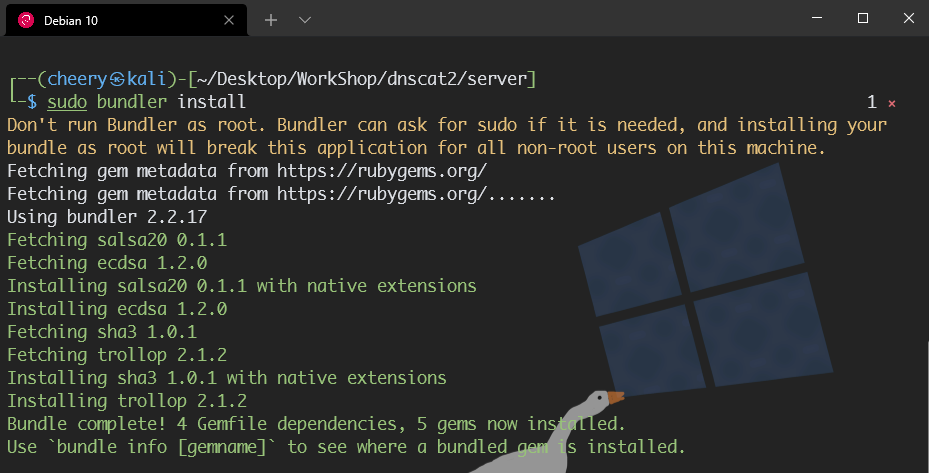 Debian 10
┌──(cheery㉿kali)-[~/Desktop/WorkShop/dnscat2/server]
└─$ sudo bundler install 1 ⨯
Don't run Bundler as root. Bundler can ask for sudo if it is needed, and installing your
bundle as root will break this application for all non-root users on this machine.
Fetching gem metadata from https://rubygems.org/
Fetching gem metadata from https://rubygems.org/.......
Using bundler 2.2.17
Fetching salsa20 0.1.1
Fetching ecdsa 1.2.0
Installing salsa20 0.1.1 with native extensions
Installing ecdsa 1.2.0
Fetching sha3 1.0.1
Fetching trollop 2.1.2
Installing sha3 1.0.1 with native extensions
Installing trollop 2.1.2
Bundle complete! 4 Gemfile dependencies, 5 gems now installed.
Use `bundle info [gemname]` to see where a bundled gem is installed.